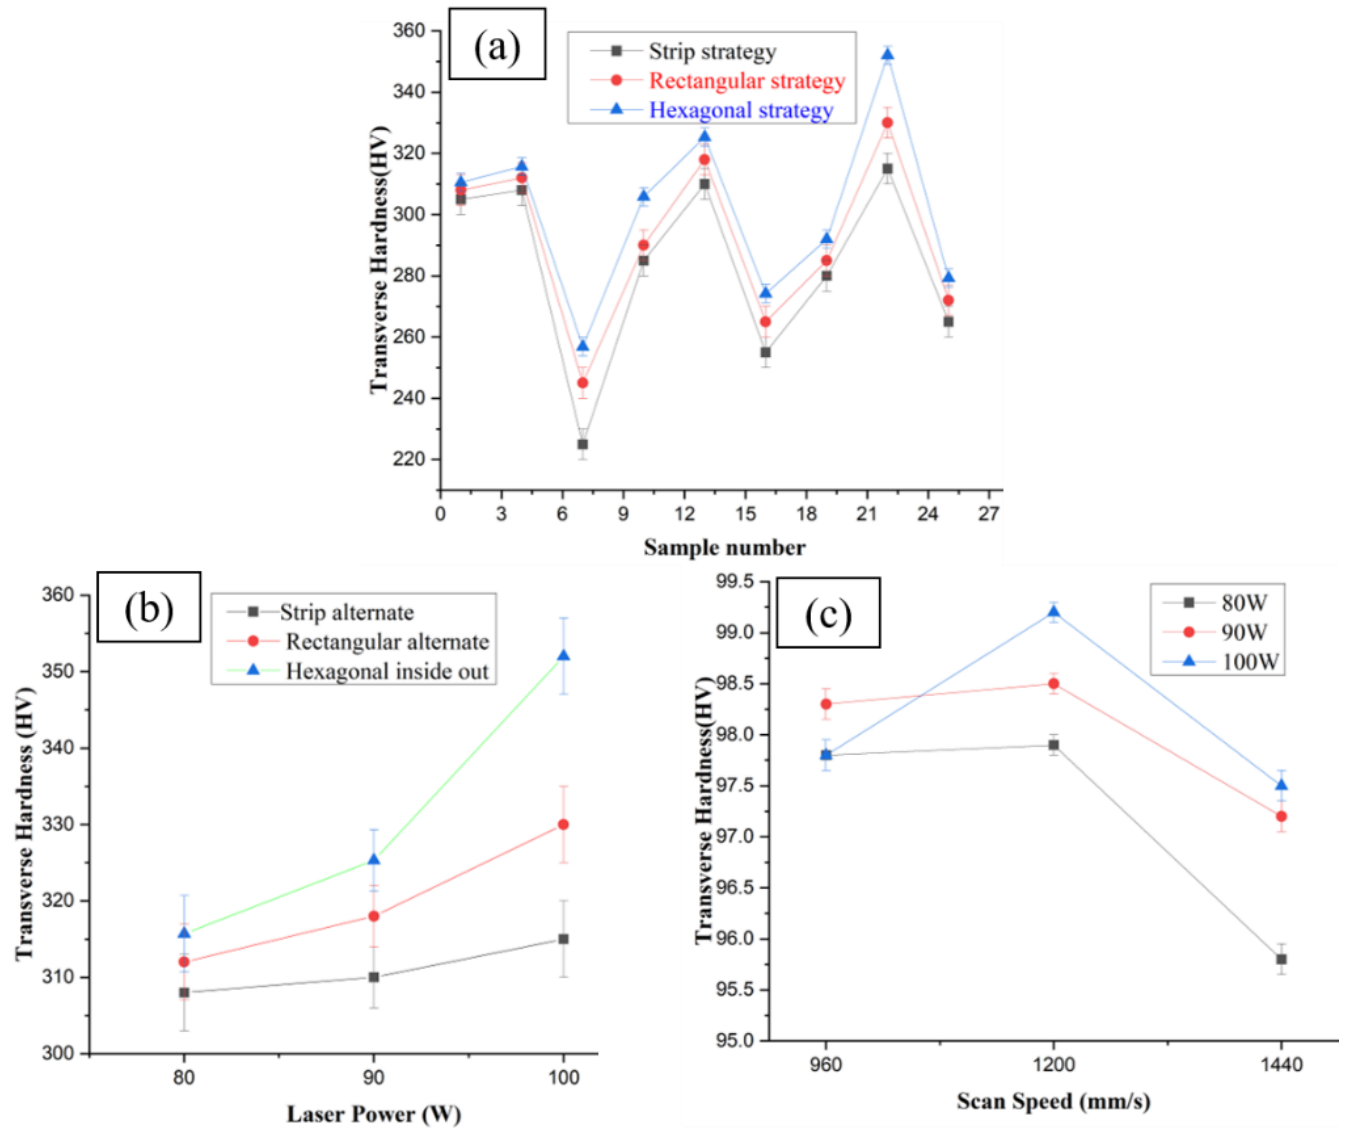 (a)
Strip strategy
Rectangular strategy
Hexagonal strategy
360
340
320
300
280
260
240
220
Transverse Hardness(HV)
0 3 6 9 12 15 18 21 24 27
Sample number
(b)
Strip alternate
Rectangular alternate
Hexagonal inside out
360
350
340
330
320
310
300
Transverse Hardness (HV)
80 90 100
Laser Power (W)
(c)
80W
90W
100W
99.5
99.0
98.5
98.0
97.5
97.0
96.5
96.0
95.5
95.0
Transverse Hardness(HV)
960 1200 1440
Scan Speed (mm/s)